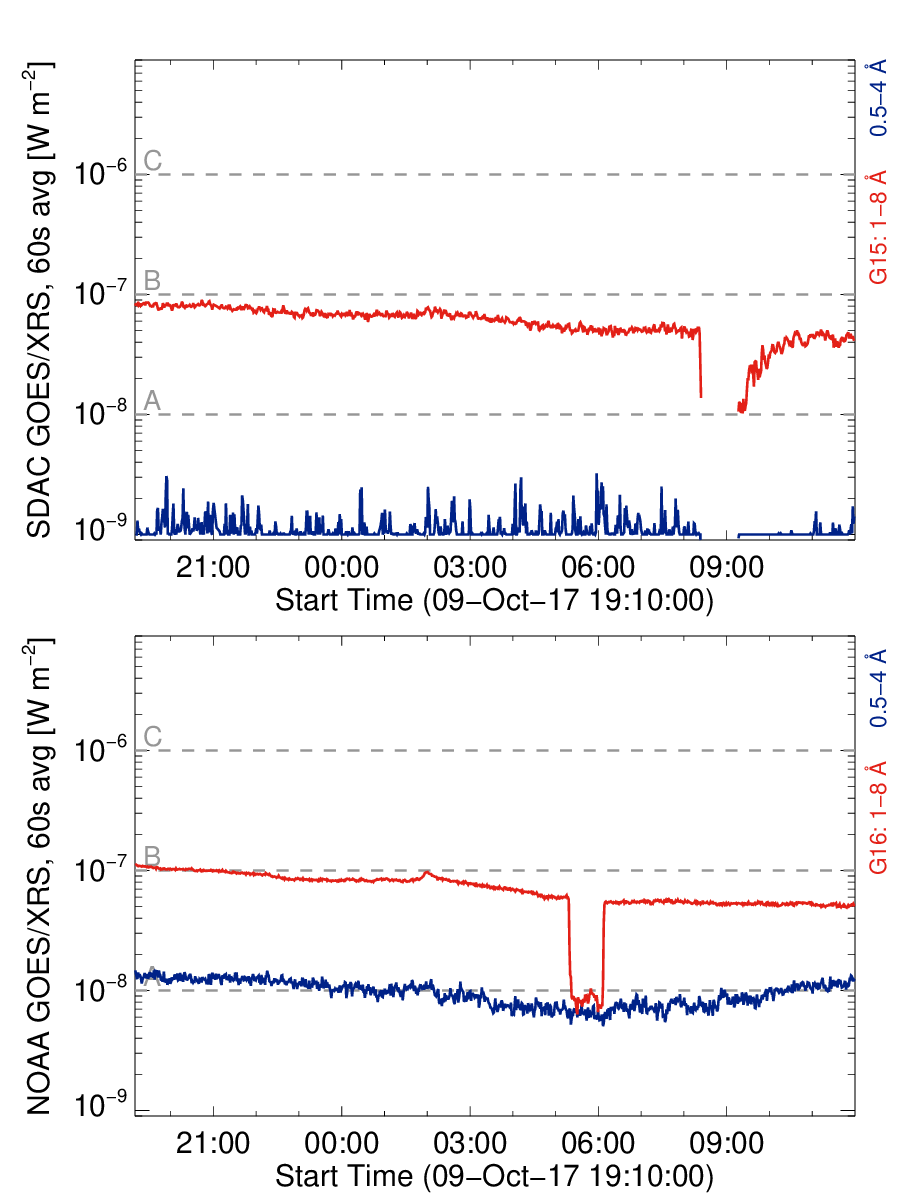 SDAC GOES/XRS, 60s avg [W m⁻²]
10⁻⁶
10⁻⁷
10⁻⁸
10⁻⁹
C
B
A
0.5–4 Å
G15: 1–8 Å
21:00 00:00 03:00 06:00 09:00
Start Time (09–Oct–17 19:10:00)
NOAA GOES/XRS, 60s avg [W m⁻²]
10⁻⁶
10⁻⁷
10⁻⁸
10⁻⁹
C
B
A
0.5–4 Å
G16: 1–8 Å
21:00 00:00 03:00 06:00 09:00
Start Time (09–Oct–17 19:10:00)